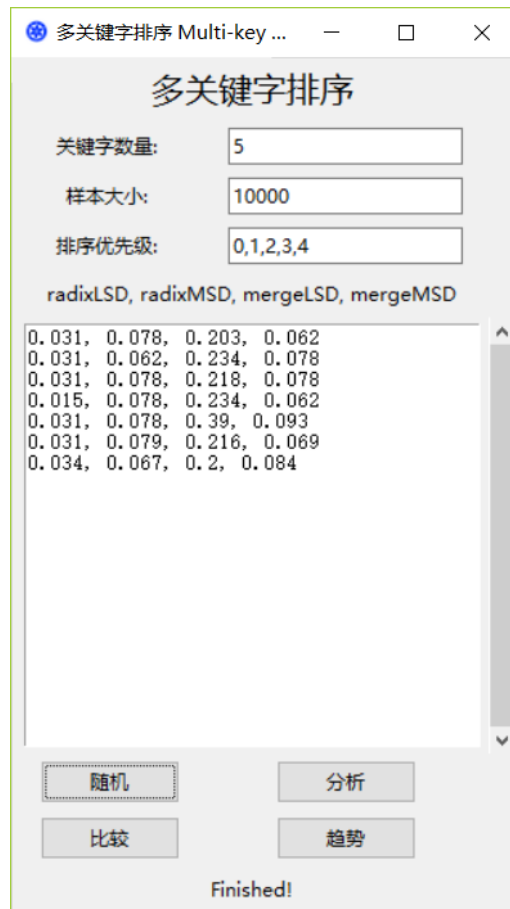 多关键字排序 Multi-key ...
多关键字排序
关键字数量: 5
样本大小: 10000
排序优先级: 0,1,2,3,4
radixLSD, radixMSD, mergeLSD, mergeMSD
0.031, 0.078, 0.203, 0.062
0.031, 0.062, 0.234, 0.078
0.031, 0.078, 0.218, 0.078
0.015, 0.078, 0.234, 0.062
0.031, 0.078, 0.39, 0.093
0.031, 0.079, 0.216, 0.069
0.034, 0.067, 0.2, 0.084
随机 分析
比较 趋势
Finished!